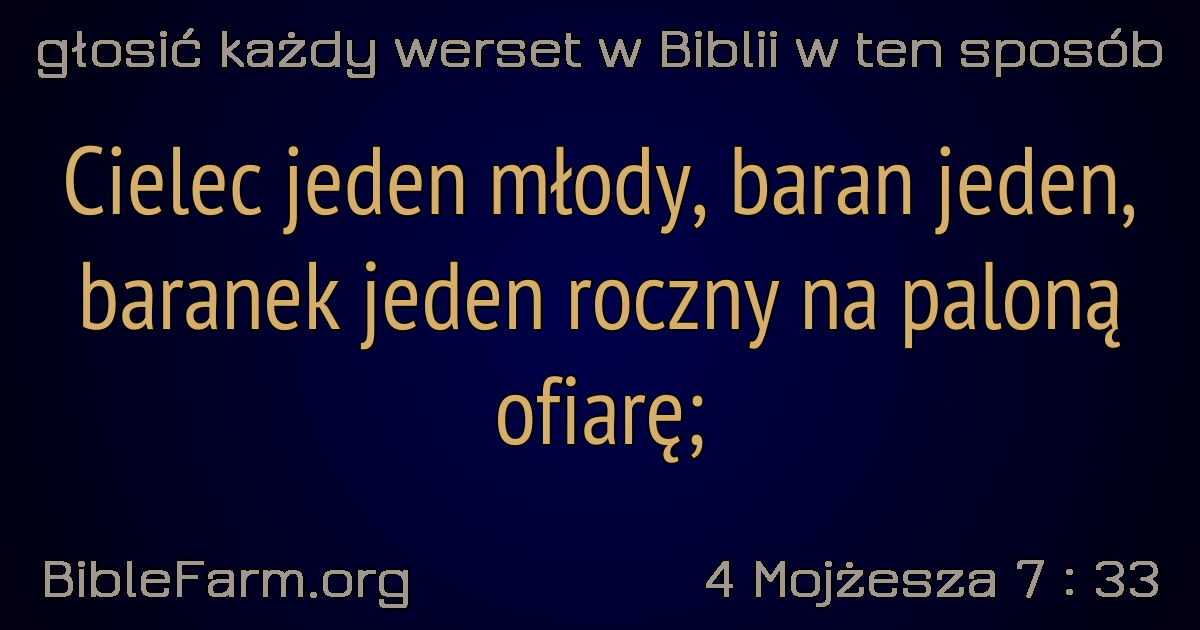 głosić każdy werset w Biblii w ten sposób
Cielec jeden młody, baran jeden,
baranek jeden roczny na paloną
ofiarę;
BibleFarm.org
4 Mojżesza 7 : 33